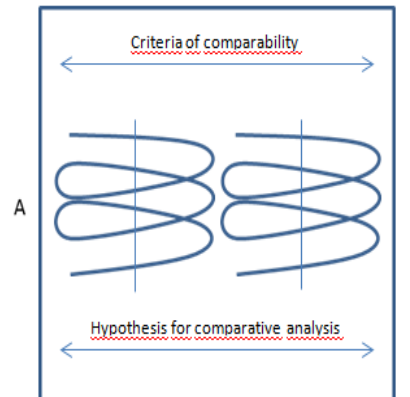 Criteria of comparability
A
Hypothesis for comparative analysis